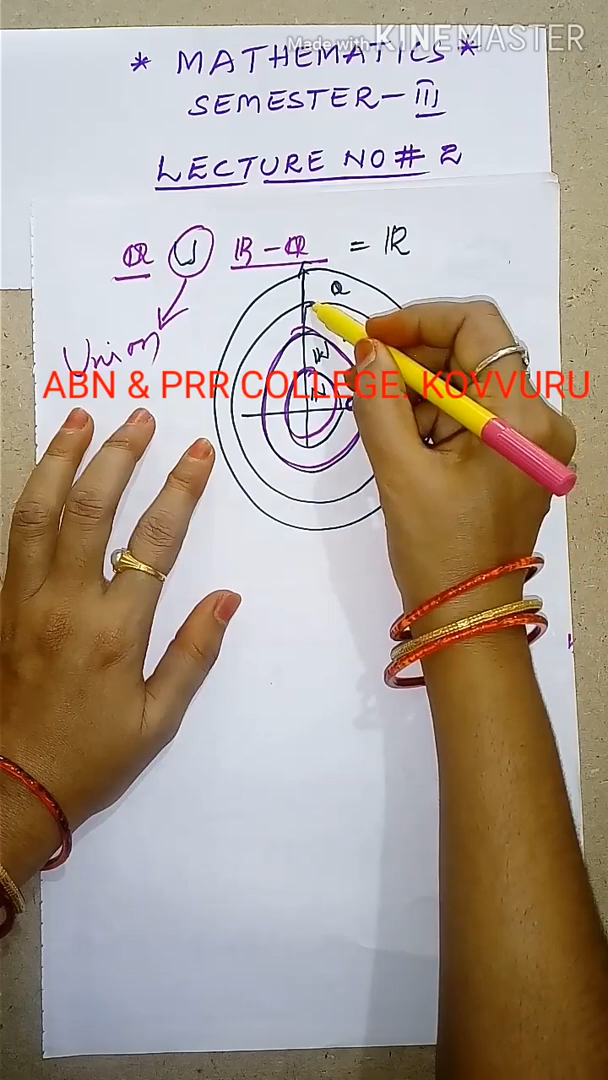 Made with KINEMASTER
* MATHEMATICS *
SEMESTER - III
LECTURE NO # 2
ℚ ∪ ℝ - ℚ = ℝ
Union
Q
W
N
ABN & PRR COLLEGE. KOVVURU